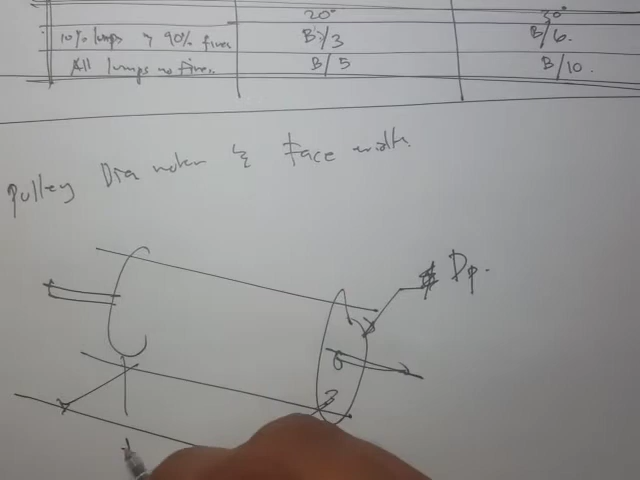 20° 30°
10% lumps & 90% fines B/3 B/6.
All lumps no fines. B/5 B/10.
Pulley Diameter & Face width.
Dp.